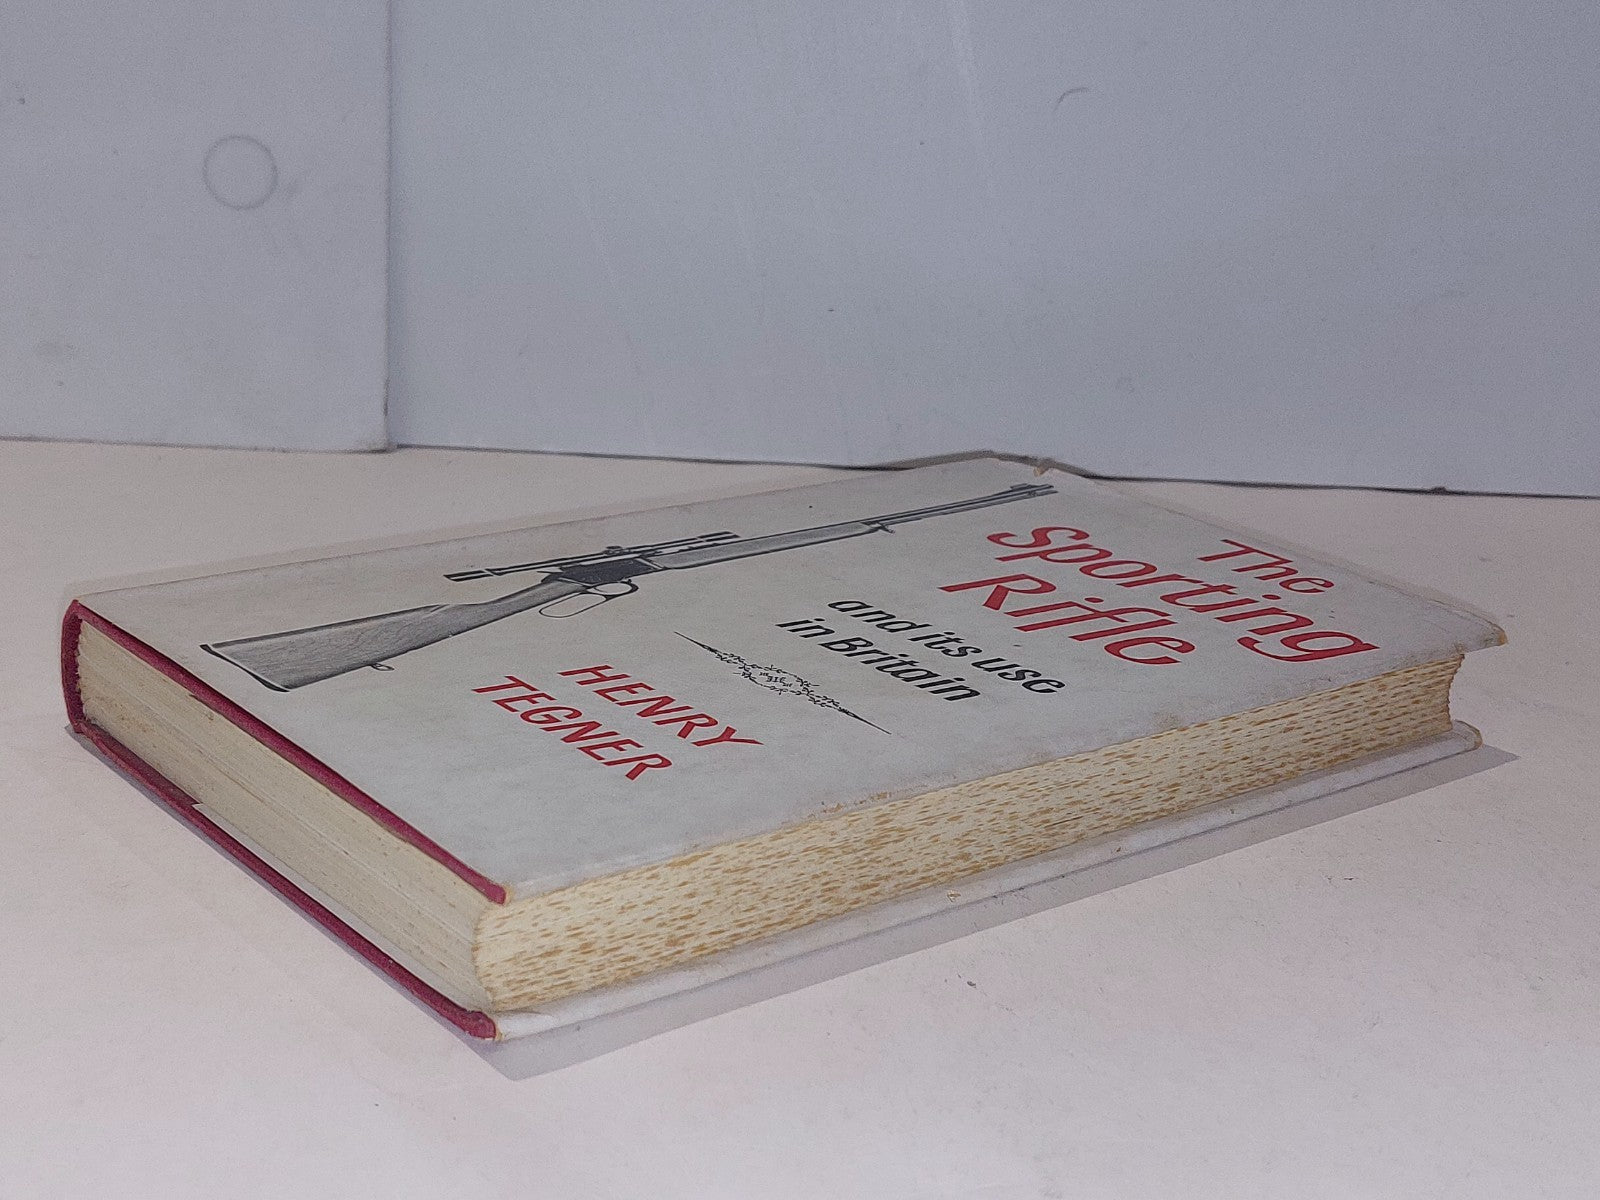 The
Sporting
Rifle
and its use
in Britain
HENRY
TEGNER